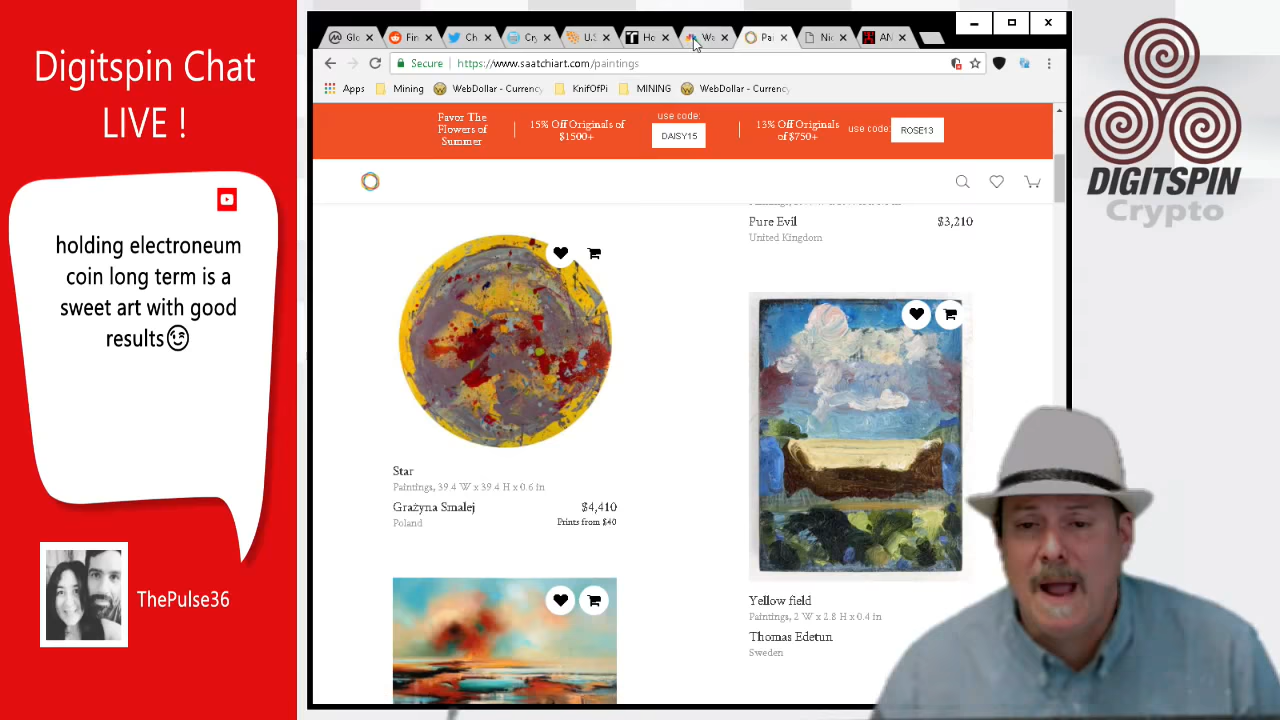 Digitspin Chat
LIVE !
holding electroneum
coin long term is a
sweet art with good
results😉
ThePulse36
Secure
https://www.saatchiart.com/paintings
Apps
Mining
WebDollar - Currency
KnifOfPi
MINING
WebDollar - Currency
Favor The
Flowers of
Summer
15% Off Originals of
$1500+
use code:
DAISY15
13% Off Originals
of $750+
use code:
ROSE13
Pure Evil
$3,210
United Kingdom
Star
Paintings, 39.4 W x 39.4 H x 0.6 in
Grażyna Smalej
$4,410
Poland
Prints from $40
Yellow field
Paintings, 2 W x 2.8 H x 0.4 in
Thomas Edetun
Sweden
DIGITSPIN
Crypto